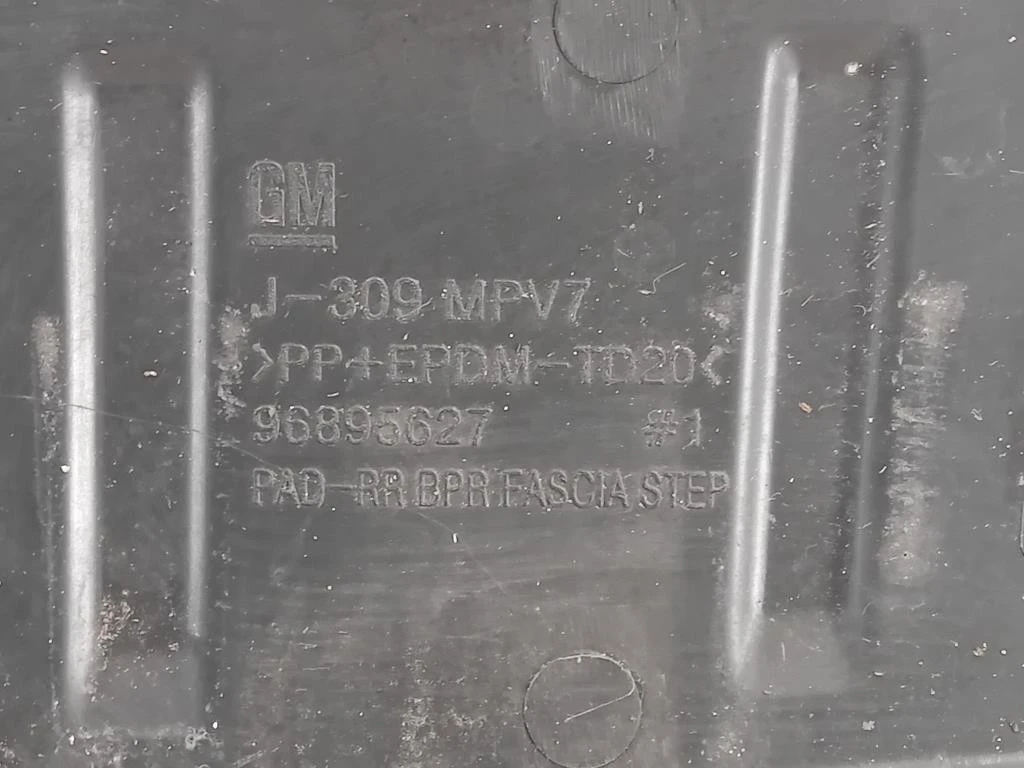 GM
J-309 MPV7
>PP+EPDM-TD20<
96895627 #1
PAD-RR BPR FASCIA STEP